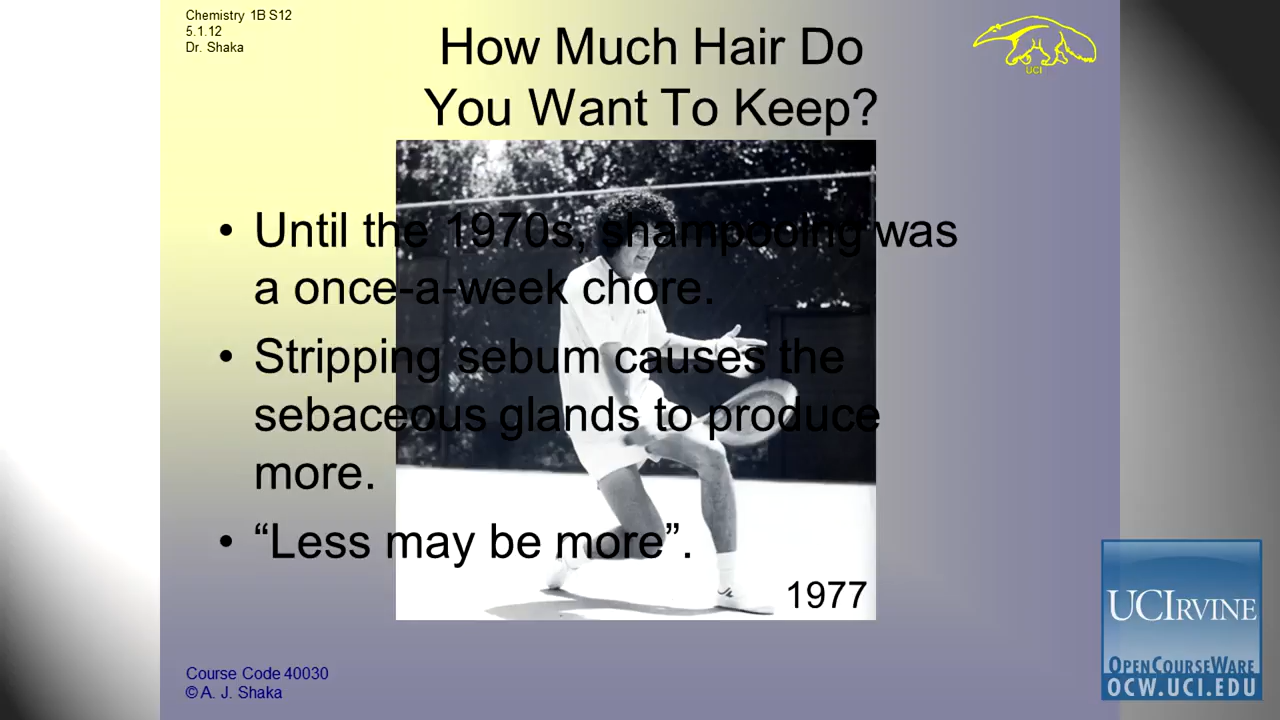 Chemistry 1B S12
5.1.12
Dr. Shaka
How Much Hair Do
You Want To Keep?
UCI
• Until the 1970s, shampooing was
a once-a-week chore.
• Stripping sebum causes the
sebaceous glands to produce
more.
• “Less may be more”.
1977
UCIRVINE
OPENCOURSEWARE
OCW.UCI.EDU
Course Code 40030
© A. J. Shaka